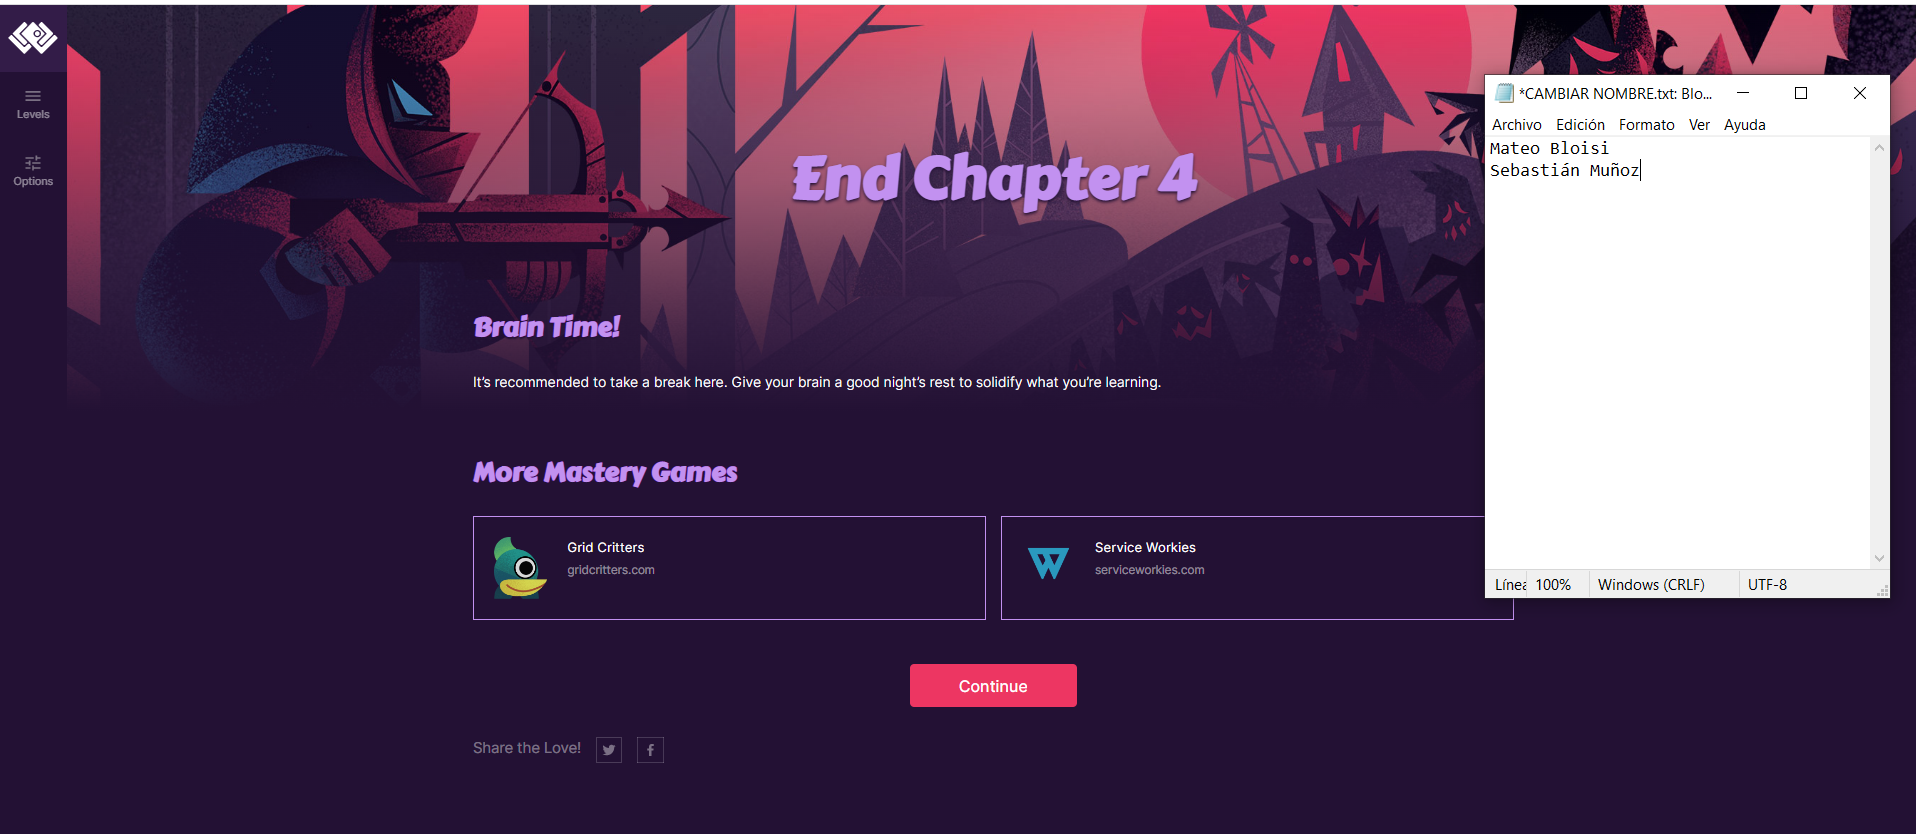 Levels
Options
End Chapter 4
Brain Time!
It's recommended to take a break here. Give your brain a good night's rest to solidify what you're learning.
More Mastery Games
Grid Critters
gridcritters.com
Service Workies
serviceworkies.com
Continue
Share the Love!
*CAMBIAR NOMBRE.txt: Blo...
Archivo Edición Formato Ver Ayuda
Mateo Bloisi
Sebastián Muñoz
Línea 100% Windows (CRLF) UTF-8